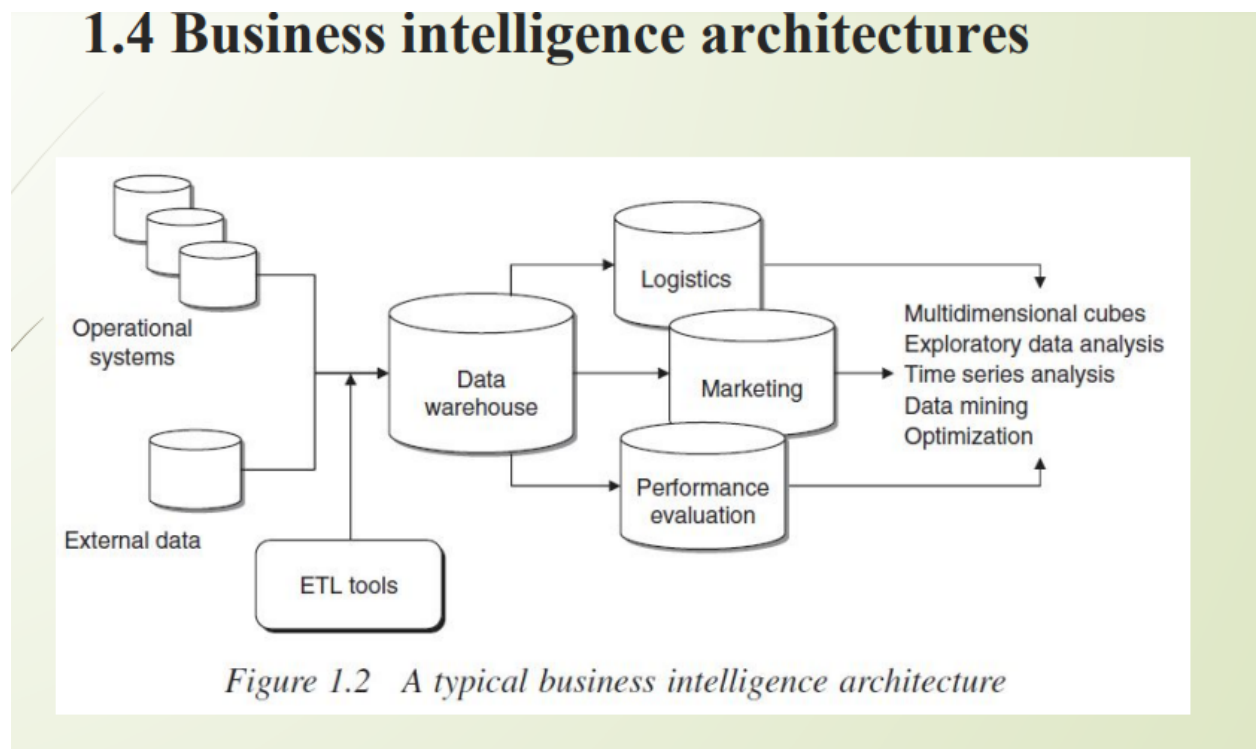 1.4 Business intelligence architectures
Operational
systems
External data
ETL tools
Data
warehouse
Logistics
Marketing
Performance
evaluation
Multidimensional cubes
Exploratory data analysis
Time series analysis
Data mining
Optimization
Figure 1.2 A typical business intelligence architecture